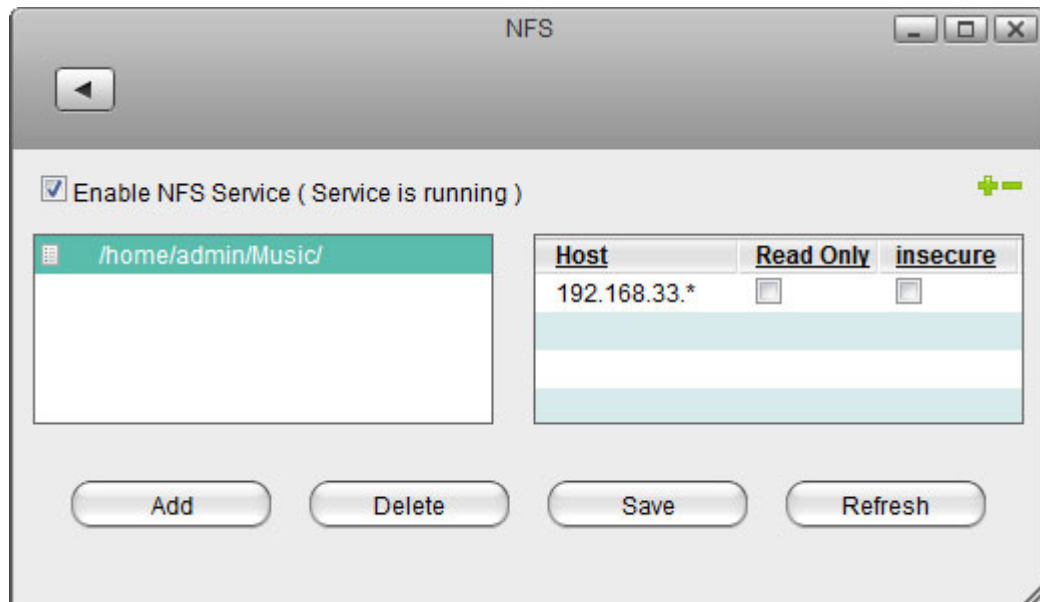 NFS
Enable NFS Service ( Service is running )
/home/admin/Music/
Host Read Only insecure
192.168.33.*
Add Delete Save Refresh